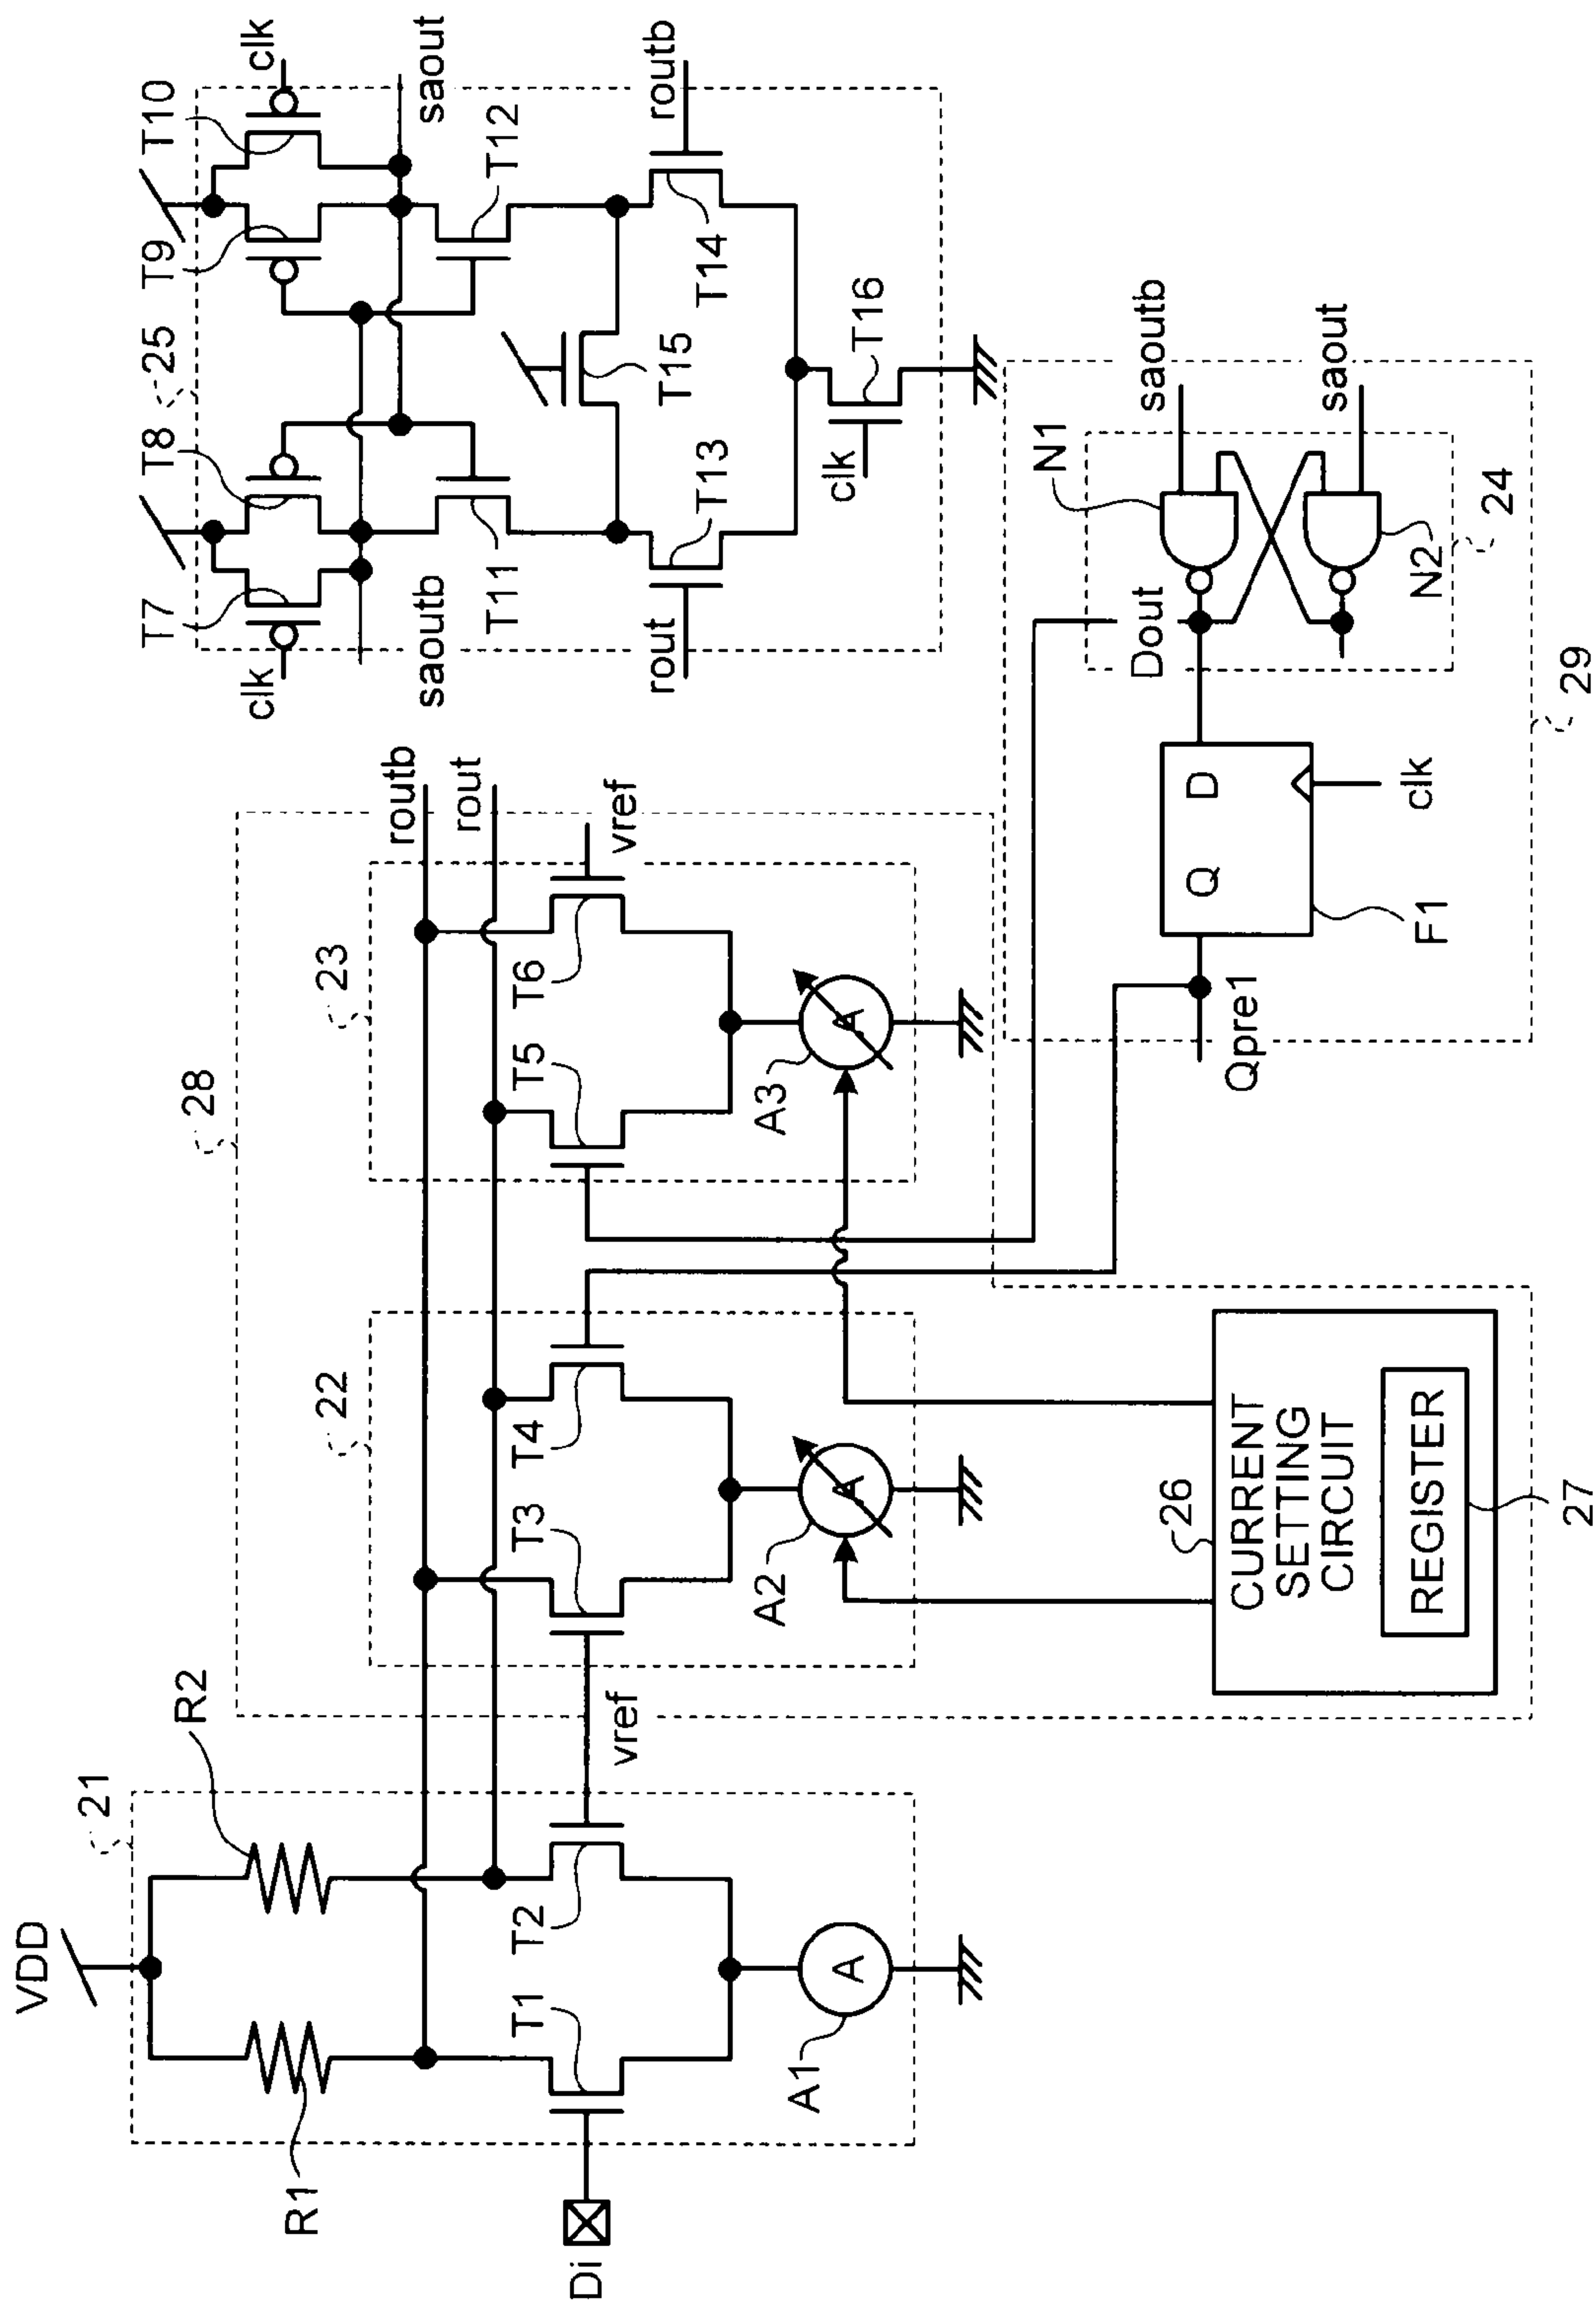 VDD
21
R1
R2
Di
T1
T2
A1
A
vref
28
22
T3
T4
A2
A
23
T5
T6
A3
A
vref
routb
rout
26
CURRENT
SETTING
CIRCUIT
REGISTER
27
25
clk
T7
T8
T9
T10
clk
saoutb
saout
T11
T12
T15
rout
T13
T14
routb
clk
T16
Qpre1
Q
D
F1
clk
Dout
N1
N2
saoutb
saout
24
29